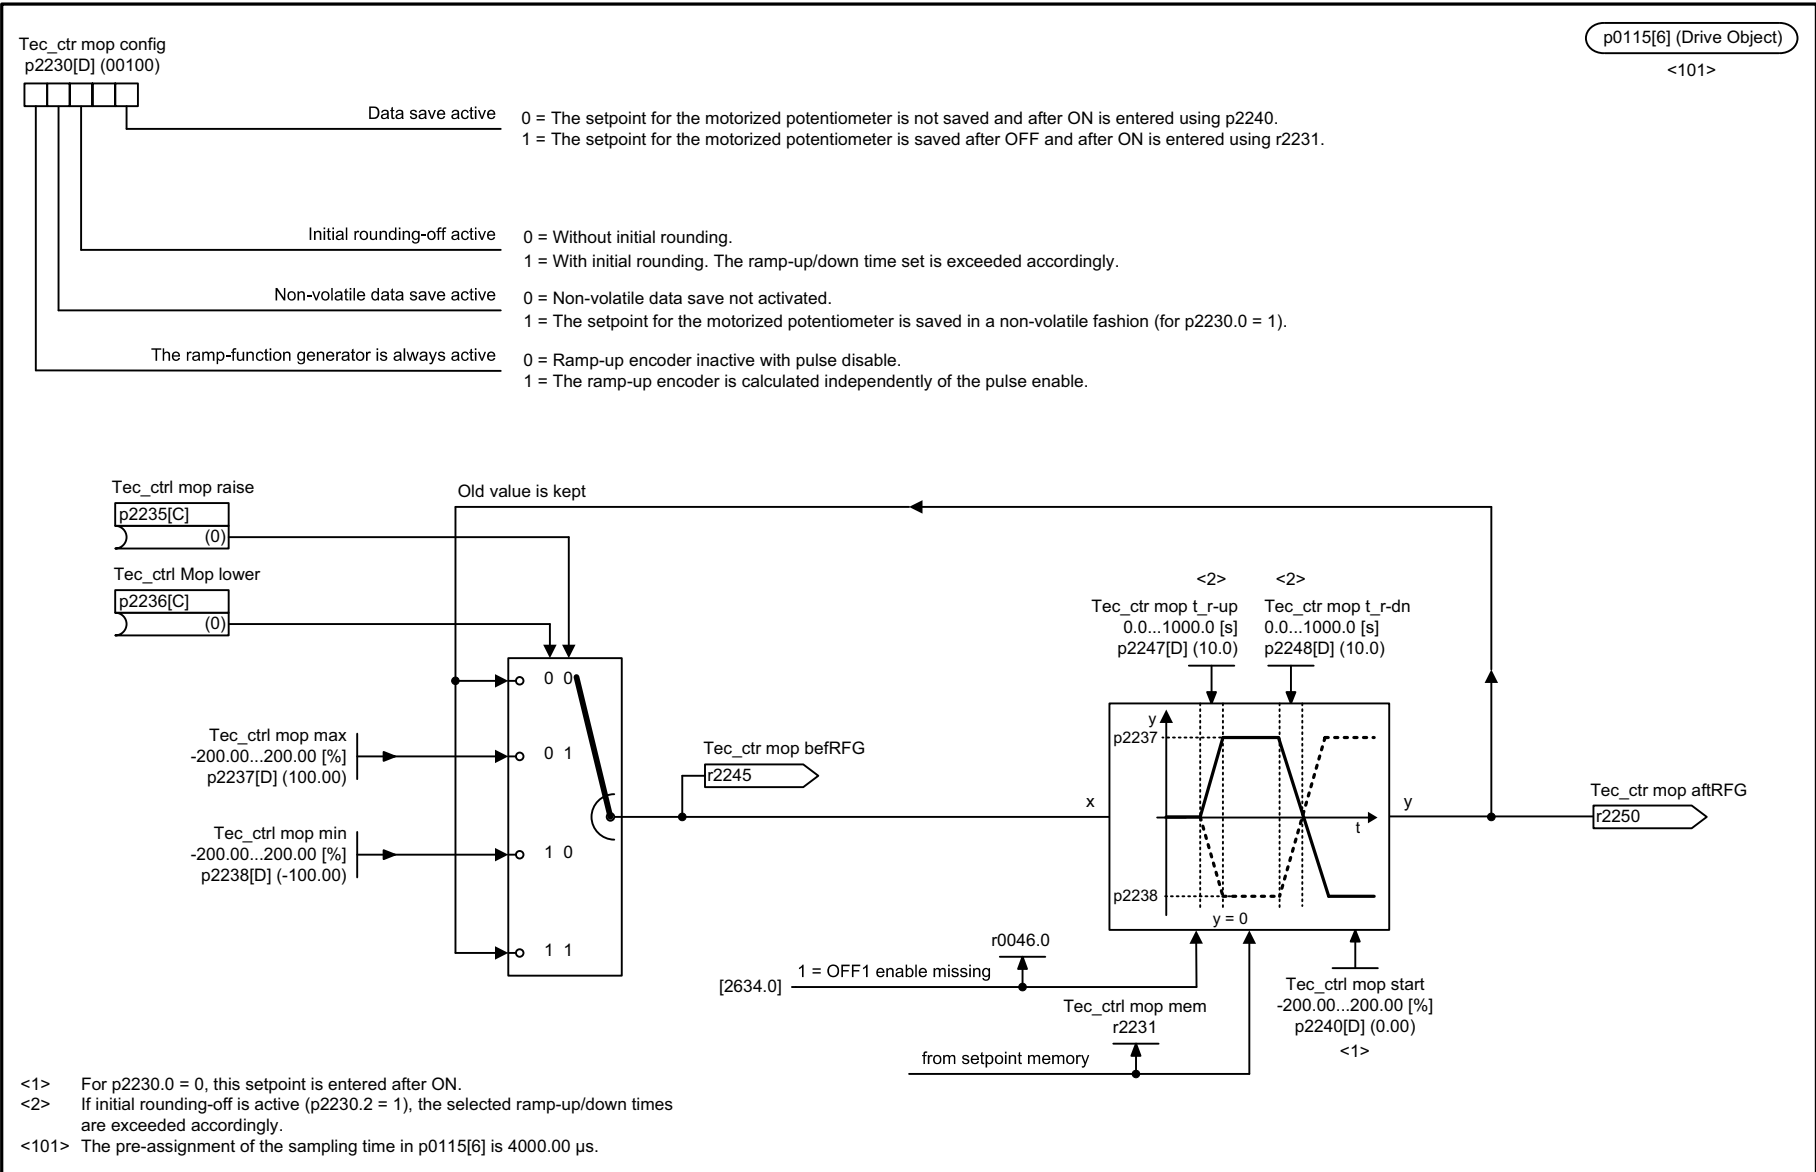 Tec_ctr mop config
p2230[D] (00100)
p0115[6] (Drive Object)
<101>
Data save active
0 = The setpoint for the motorized potentiometer is not saved and after ON is entered using p2240.
1 = The setpoint for the motorized potentiometer is saved after OFF and after ON is entered using r2231.
Initial rounding-off active
0 = Without initial rounding.
1 = With initial rounding. The ramp-up/down time set is exceeded accordingly.
Non-volatile data save active
0 = Non-volatile data save not activated.
1 = The setpoint for the motorized potentiometer is saved in a non-volatile fashion (for p2230.0 = 1).
The ramp-function generator is always active
0 = Ramp-up encoder inactive with pulse disable.
1 = The ramp-up encoder is calculated independently of the pulse enable.
Tec_ctrl mop raise
p2235[C]
(0)
Old value is kept
Tec_ctrl Mop lower
p2236[C]
(0)
<2>
Tec_ctr mop t_r-up
0.0...1000.0 [s]
p2247[D] (10.0)
<2>
Tec_ctr mop t_r-dn
0.0...1000.0 [s]
p2248[D] (10.0)
0 0
0 1
1 0
1 1
Tec_ctrl mop max
-200.00...200.00 [%]
p2237[D] (100.00)
Tec_ctrl mop min
-200.00...200.00 [%]
p2238[D] (-100.00)
Tec_ctr mop befRFG
r2245
x
y
p2237
t
p2238
y = 0
y
Tec_ctr mop aftRFG
r2250
[2634.0]
1 = OFF1 enable missing
r0046.0
Tec_ctrl mop mem
r2231
from setpoint memory
Tec_ctrl mop start
-200.00...200.00 [%]
p2240[D] (0.00)
<1>
<1> For p2230.0 = 0, this setpoint is entered after ON.
<2> If initial rounding-off is active (p2230.2 = 1), the selected ramp-up/down times
are exceeded accordingly.
<101> The pre-assignment of the sampling time in p0115[6] is 4000.00 µs.